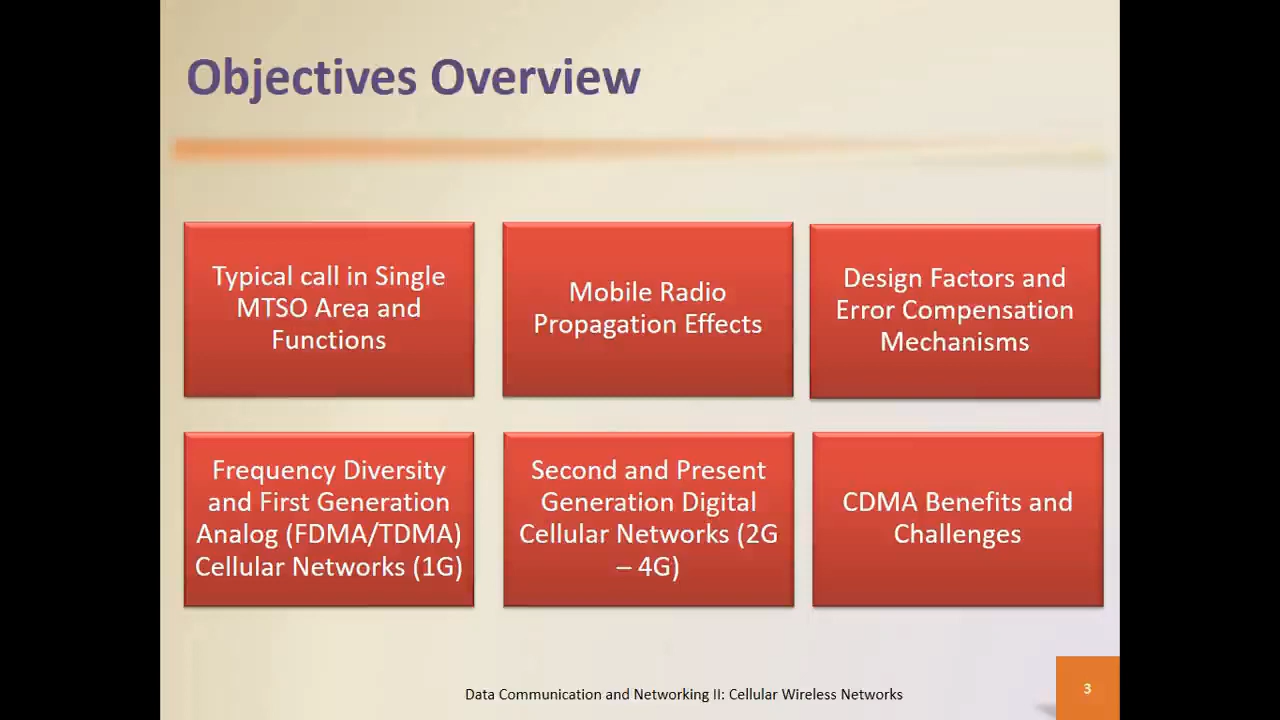 Objectives Overview
Typical call in Single
MTSO Area and
Functions
Mobile Radio
Propagation Effects
Design Factors and
Error Compensation
Mechanisms
Frequency Diversity
and First Generation
Analog (FDMA/TDMA)
Cellular Networks (1G)
Second and Present
Generation Digital
Cellular Networks (2G
– 4G)
CDMA Benefits and
Challenges
Data Communication and Networking II: Cellular Wireless Networks
3